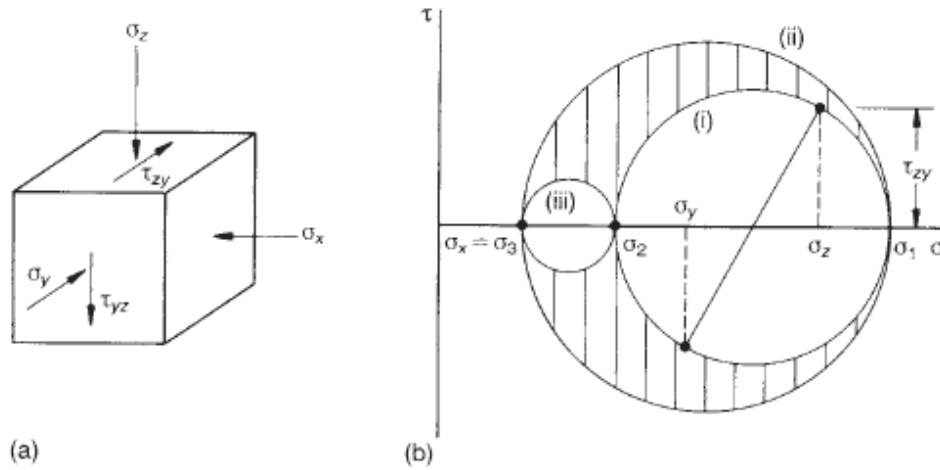 σz
τzy
σx
σy
τyz
(a)
τ
(ii)
(i)
τzy
(iii)
σy
σx = σ3
σ2
σz
σ1
σ
(b)